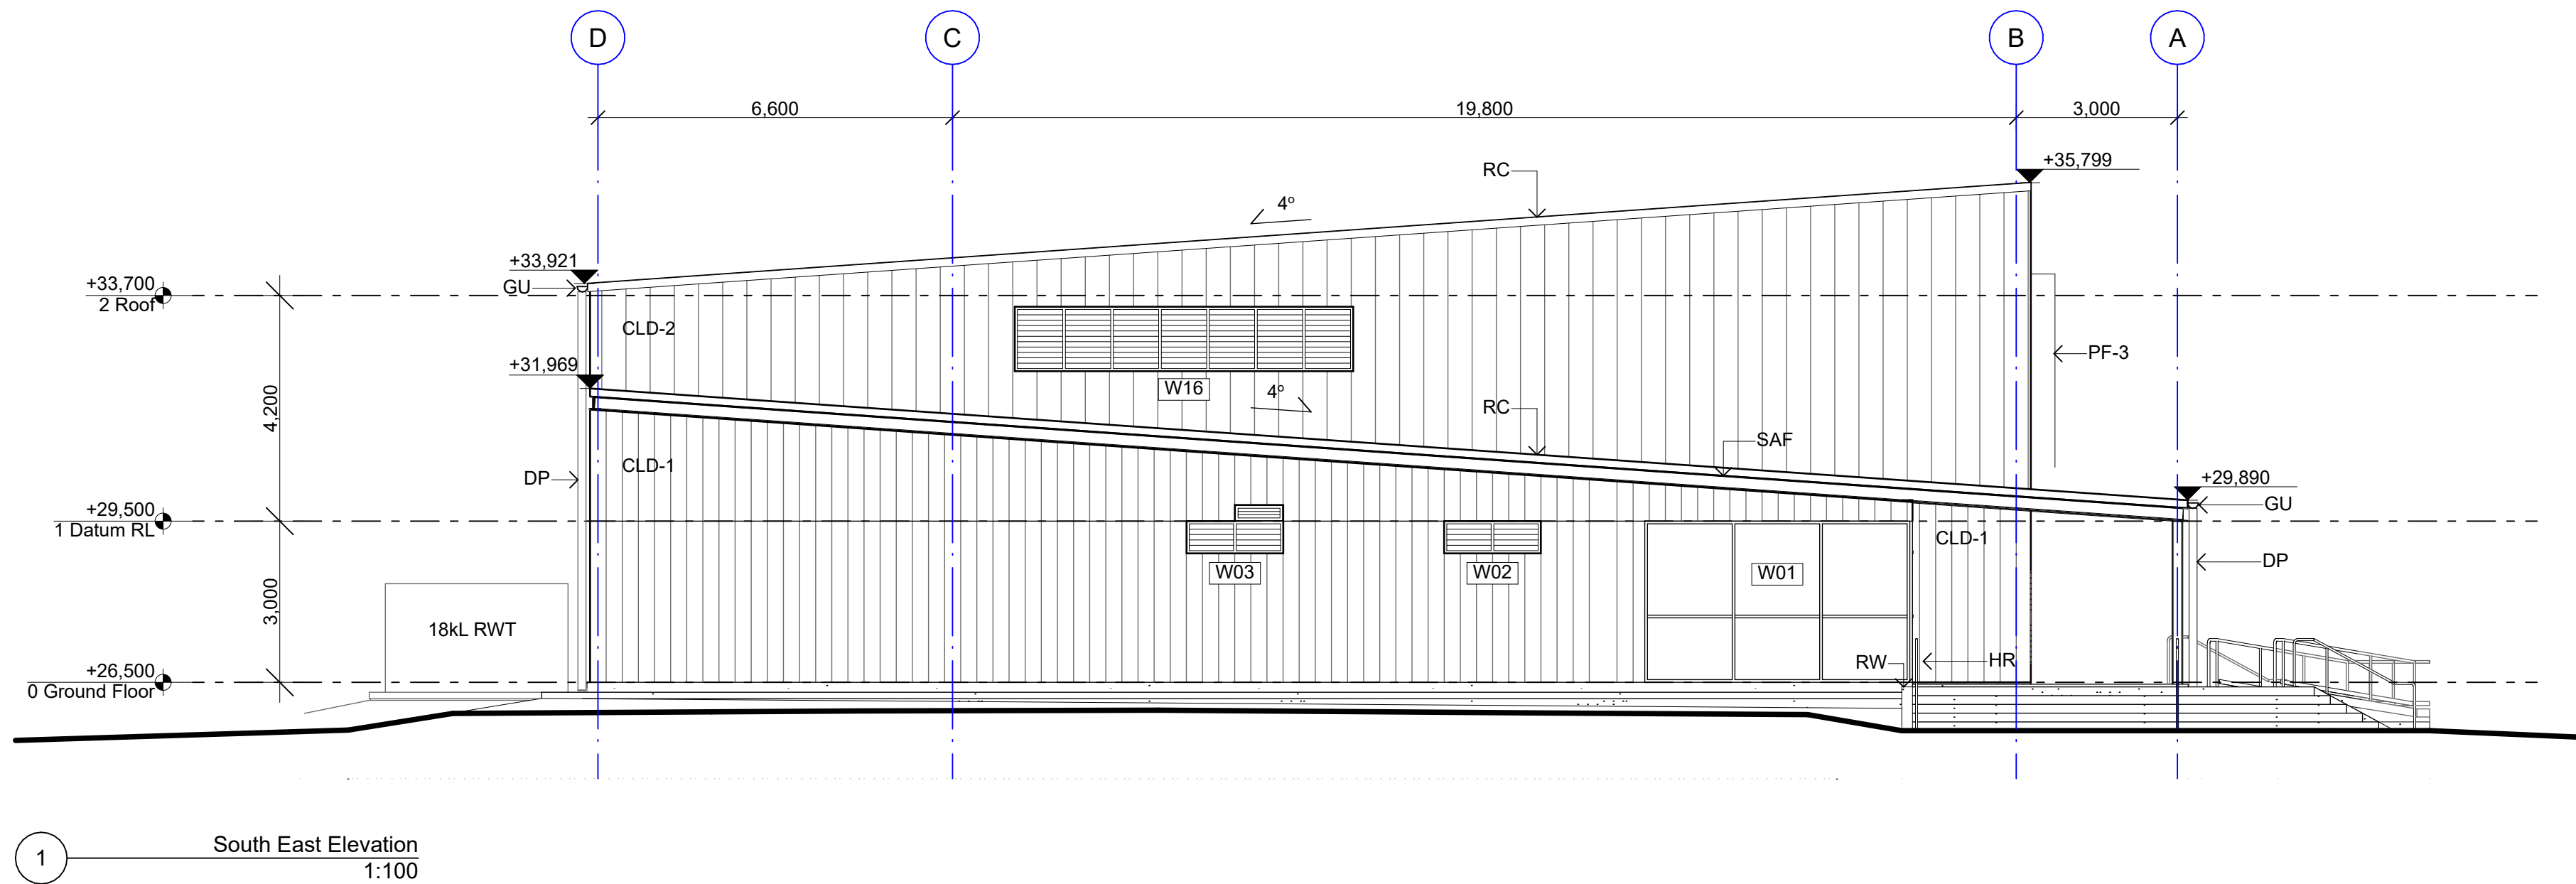 D
C
B
A
6,600
19,800
3,000
+35,799
RC
4º
+33,921
GU
+33,700
2 Roof
CLD-2
PF-3
+31,969
W16
4º
RC
4,200
SAF
CLD-1
DP
+29,890
GU
+29,500
1 Datum RL
CLD-1
DP
W03
W02
W01
3,000
18kL RWT
RW
HR
+26,500
0 Ground Floor
1
South East Elevation
1:100